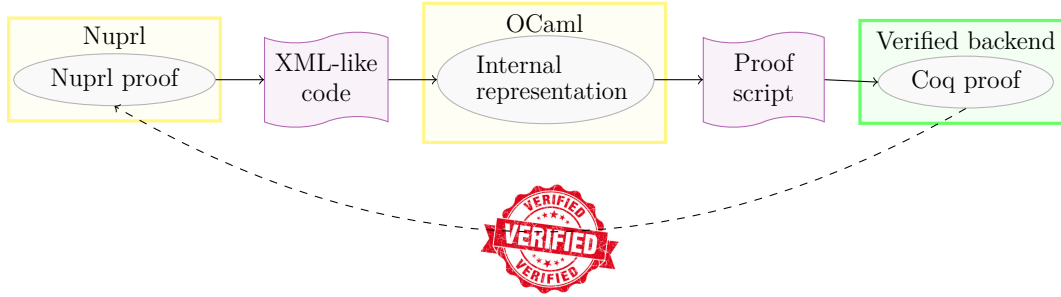 Nuprl
Nuprl proof
XML-like
code
OCaml
Internal
representation
Proof
script
Verified backend
Coq proof
VERIFIED
VERIFIED
VERIFIED